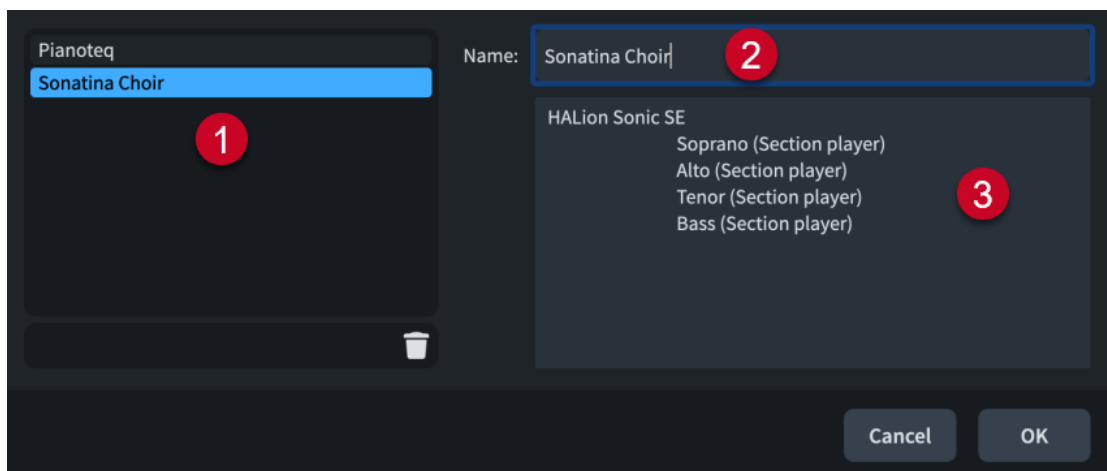 Pianoteq
Sonatina Choir
1
Name:
Sonatina Choir
2
HALion Sonic SE
Soprano (Section player)
Alto (Section player)
Tenor (Section player)
Bass (Section player)
3
Cancel
OK